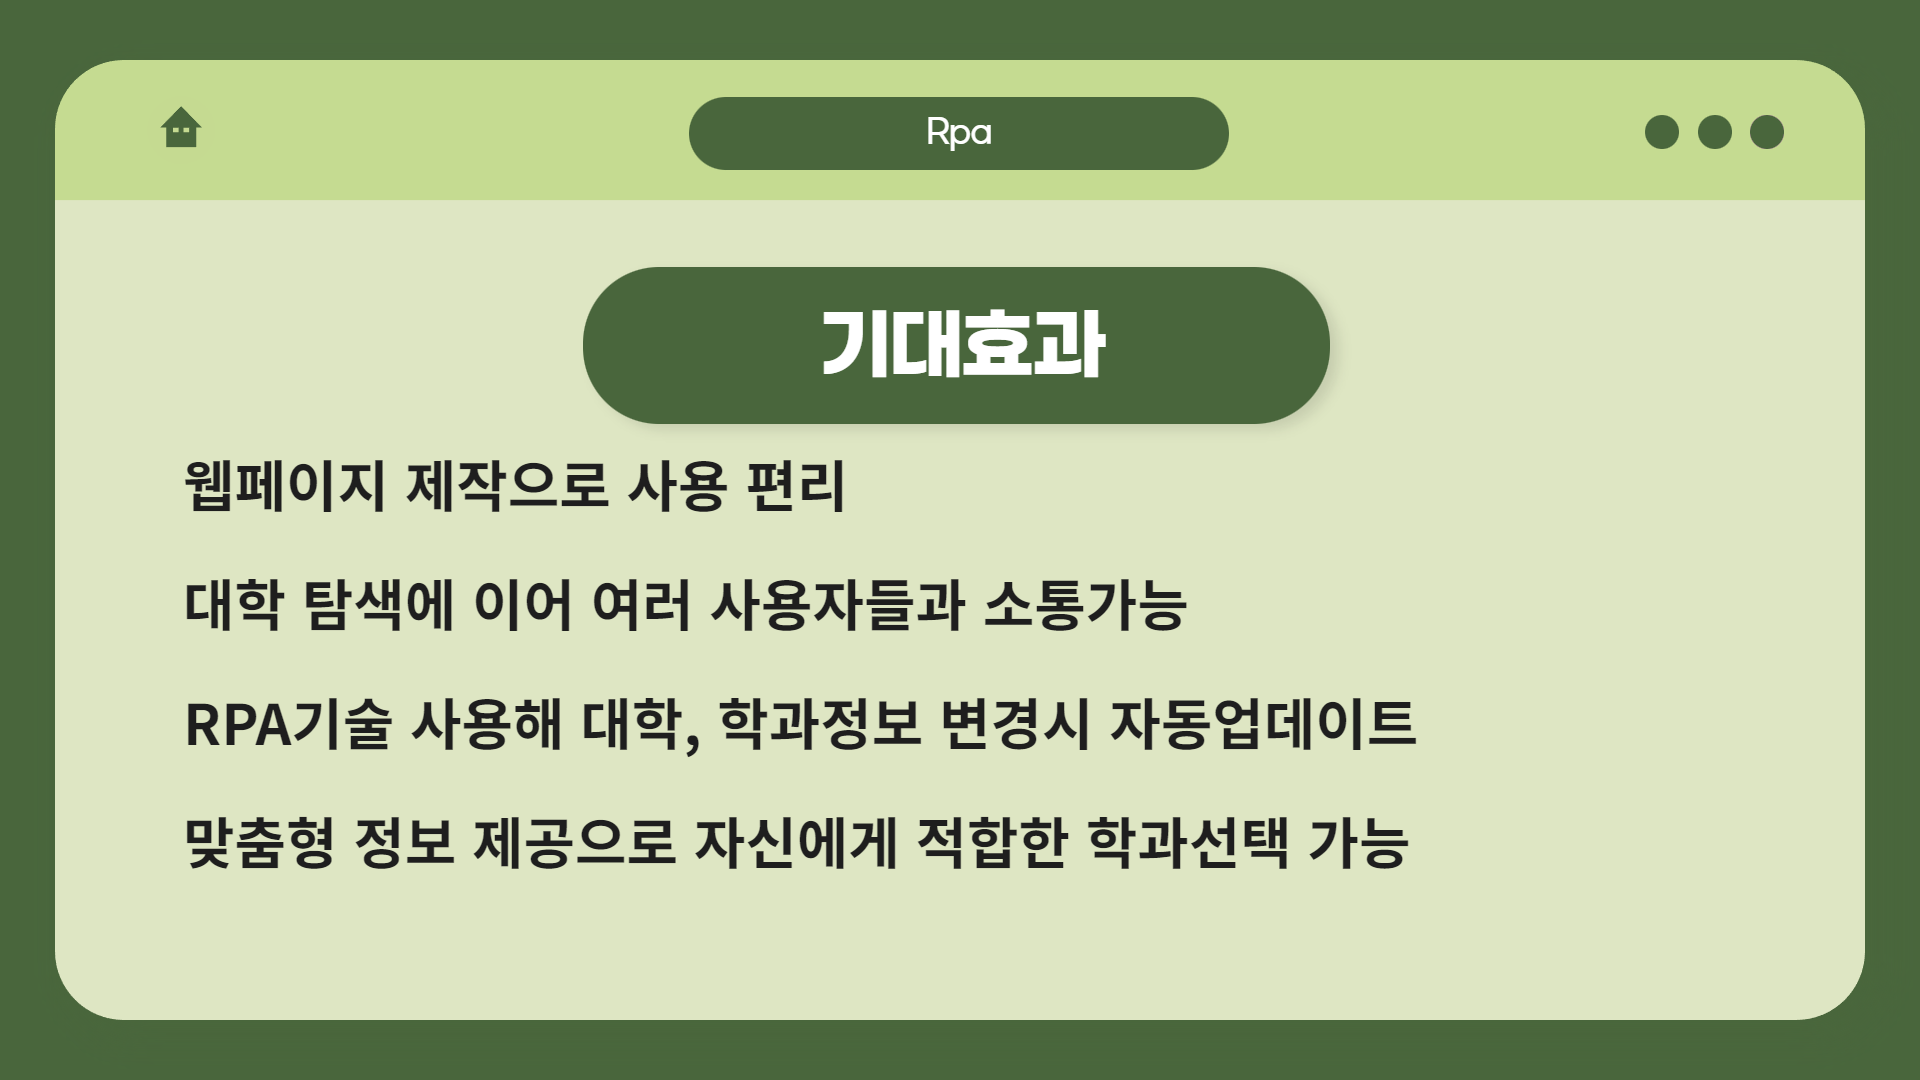 Rpa
기대효과
웹페이지 제작으로 사용 편리
대학 탐색에 이어 여러 사용자들과 소통가능
RPA기술 사용해 대학, 학과정보 변경시 자동업데이트
맞춤형 정보 제공으로 자신에게 적합한 학과선택 가능